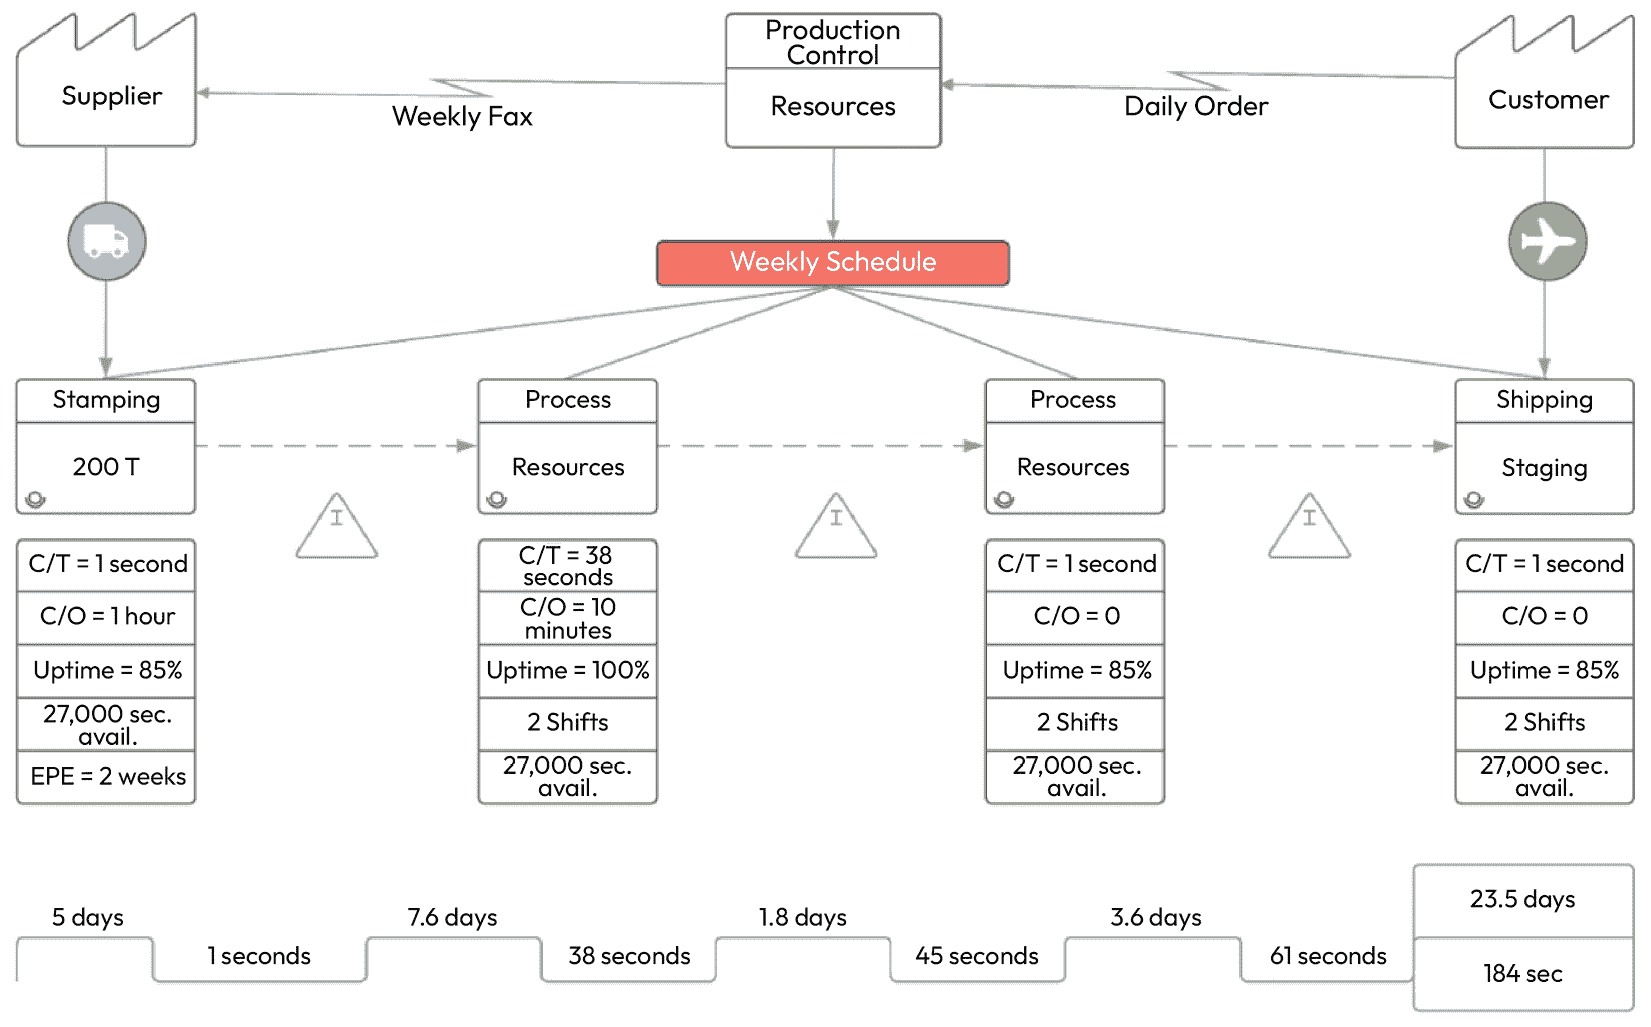 Supplier
Weekly Fax
Production
Control
Resources
Daily Order
Customer
Weekly Schedule
Stamping
200 T
Process
Resources
Process
Resources
Shipping
Staging
I
I
I
C/T = 1 second
C/O = 1 hour
Uptime = 85%
27,000 sec.
avail.
EPE = 2 weeks
C/T = 38
seconds
C/O = 10
minutes
Uptime = 100%
2 Shifts
27,000 sec.
avail.
C/T = 1 second
C/O = 0
Uptime = 85%
2 Shifts
27,000 sec.
avail.
C/T = 1 second
C/O = 0
Uptime = 85%
2 Shifts
27,000 sec.
avail.
5 days
1 seconds
7.6 days
38 seconds
1.8 days
45 seconds
3.6 days
61 seconds
23.5 days
184 sec